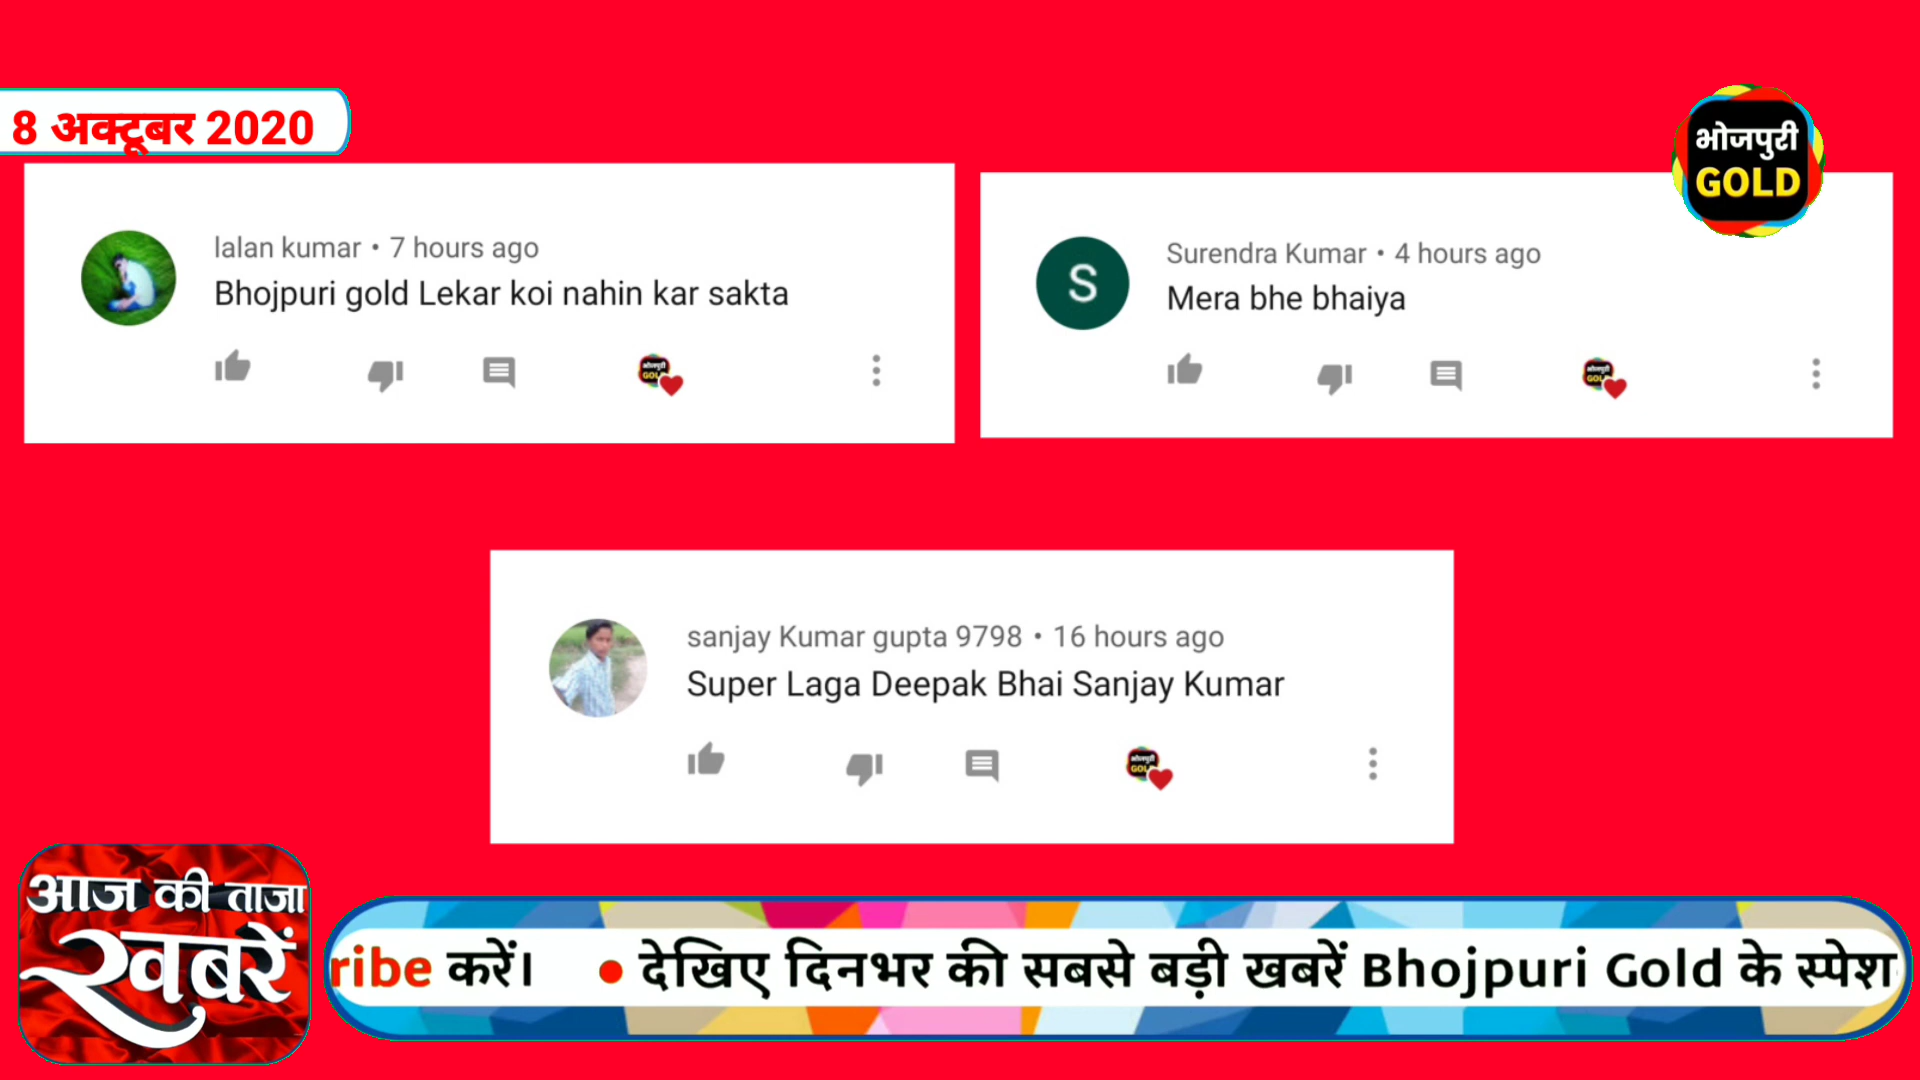 8 अक्टूबर 2020
भोजपुरी
GOLD
lalan kumar • 7 hours ago
Bhojpuri gold Lekar koi nahin kar sakta
Surendra Kumar • 4 hours ago
S
Mera bhe bhaiya
sanjay Kumar gupta 9798 • 16 hours ago
Super Laga Deepak Bhai Sanjay Kumar
आज की ताजा
खबरें
ribe करें। • देखिए दिनभर की सबसे बड़ी खबरें Bhojpuri Gold के स्पेश